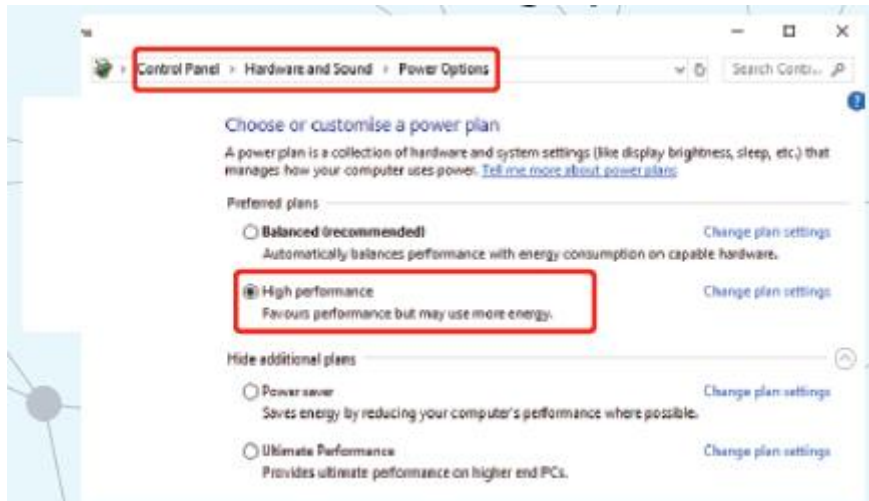 Control Panel > Hardware and Sound > Power Options
Search Contr...
Choose or customise a power plan
A power plan is a collection of hardware and system settings (like display brightness, sleep, etc.) that
manages how your computer uses power. Tell me more about power plans
Preferred plans
Balanced (recommended) Change plan settings
Automatically balances performance with energy consumption on capable hardware.
High performance Change plan settings
Favours performance but may use more energy.
Hide additional plans
Power saver Change plan settings
Saves energy by reducing your computer's performance where possible.
Ultimate Performance Change plan settings
Provides ultimate performance on higher end PCs.